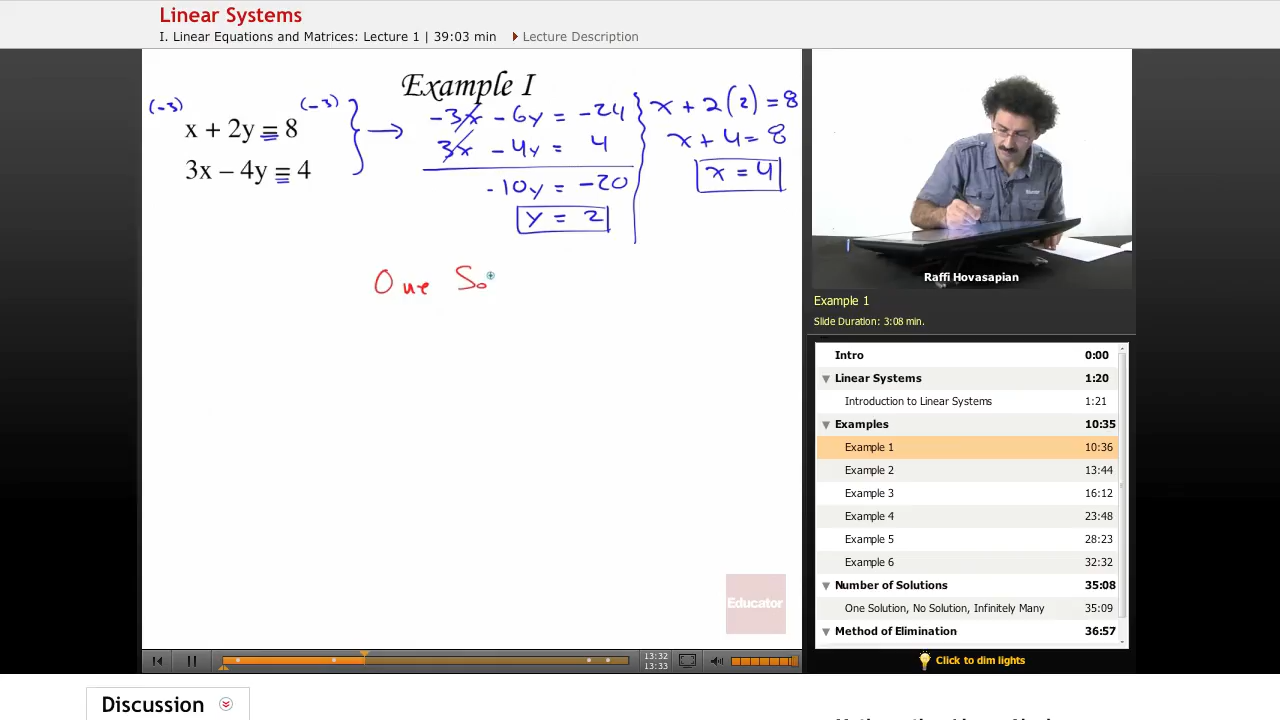 Linear Systems
I. Linear Equations and Matrices: Lecture 1 | 39:03 min
Lecture Description
Example I
(-3) (-3)
x + 2y = 8
3x – 4y = 4
-3x - 6y = -24
3x - 4y = 4
-10y = -20
y = 2
x + 2(2) = 8
x + 4 = 8
x = 4
One So
Educator
Raffi Hovasapian
Example 1
Slide Duration: 3:08 min.
Intro 0:00
Linear Systems 1:20
Introduction to Linear Systems 1:21
Examples 10:35
Example 1 10:36
Example 2 13:44
Example 3 16:12
Example 4 23:48
Example 5 28:23
Example 6 32:32
Number of Solutions 35:08
One Solution, No Solution, Infinitely Many 35:09
Method of Elimination 36:57
13:32
13:33
Click to dim lights
Discussion